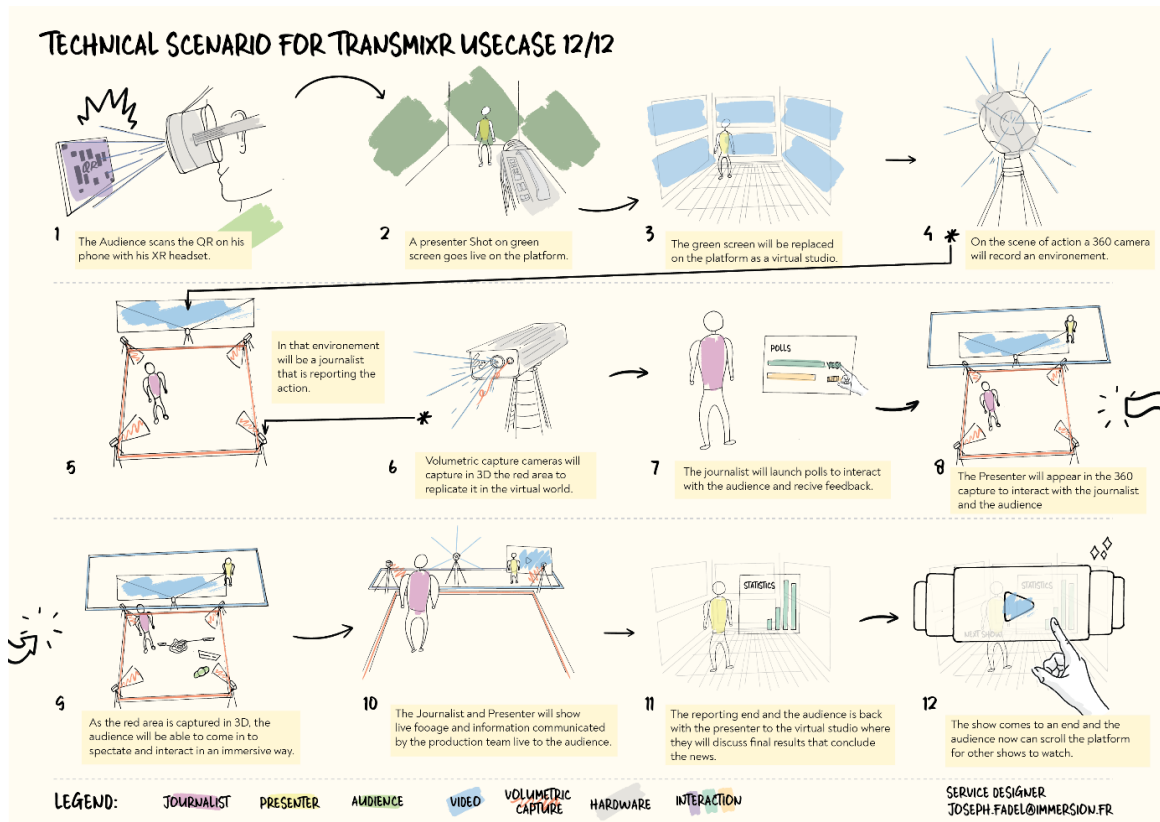 TECHNICAL SCENARIO FOR TRANSMIXR USECASE 12/12
QR
1
The Audience scans the QR on his
phone with his XR headset.
2
A presenter Shot on green
screen goes live on the platform.
3
The green screen will be replaced
on the platform as a virtual studio.
4 *
On the scene of action a 360 camera
will record an environement.
5
In that environement
will be a journalist
that is reporting the
action.
*
6
Volumetric capture cameras will
capture in 3D the red area to
replicate it in the virtual world.
POLLS
YES
7
The journalist will launch polls to interact
with the audience and recive feedback.
8
The Presenter will appear in the 360
capture to interact with the journalist
and the audience
9
As the red area is captured in 3D, the
audience will be able to come in to
spectate and interact in an immersive way.
10
The Journalist and Presenter will show
live fooage and information communicated
by the production team live to the audience.
STATISTICS
11
The reporting end and the audience is back
with the presenter to the virtual studio where
they will discuss final results that conclude
the news.
STATISTICS
NEXT SHOW
12
The show comes to an end and the
audience now can scroll the platform
for other shows to watch.
LEGEND:
JOURNALIST
PRESENTER
AUDIENCE
VIDEO
VOLUMETRIC
CAPTURE
HARDWARE
INTERACTION
SERVICE DESIGNER
JOSEPH.FADEL@IMMERSION.FR